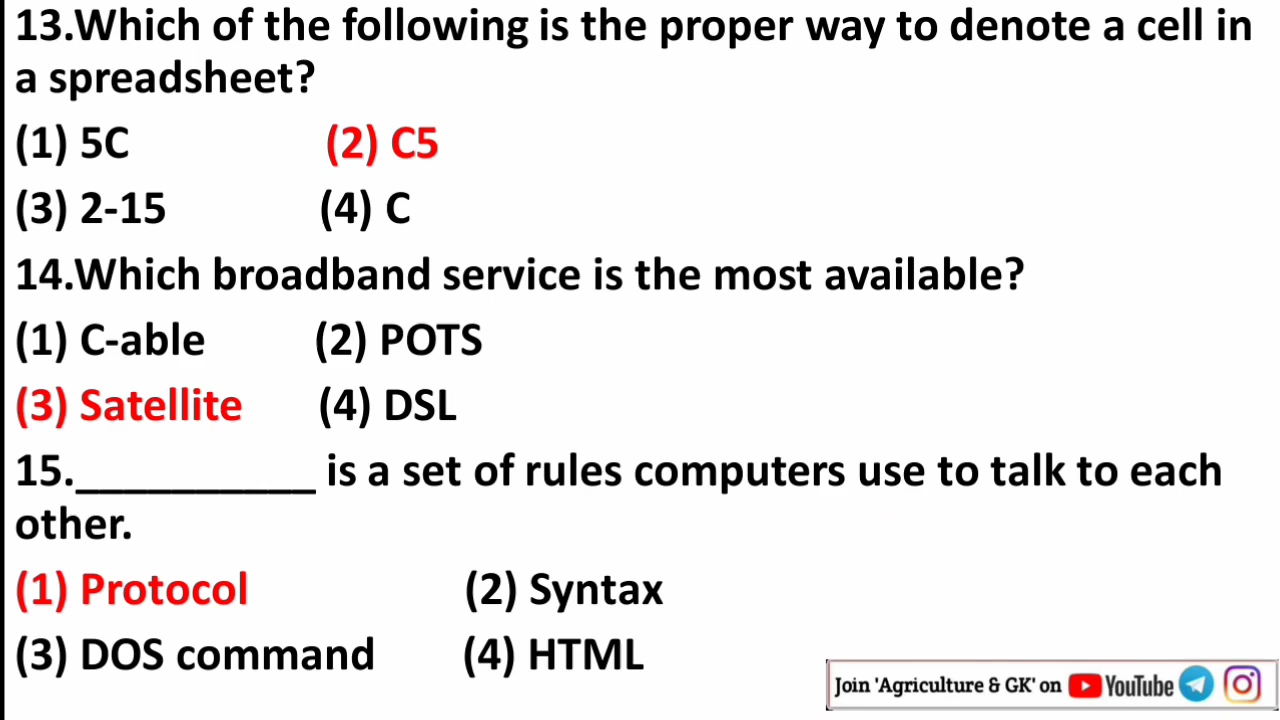 13.Which of the following is the proper way to denote a cell in
a spreadsheet?
(1) 5C (2) C5
(3) 2-15 (4) C
14.Which broadband service is the most available?
(1) C-able (2) POTS
(3) Satellite (4) DSL
15.__________ is a set of rules computers use to talk to each
other.
(1) Protocol (2) Syntax
(3) DOS command (4) HTML
Join 'Agriculture & GK' on YouTube